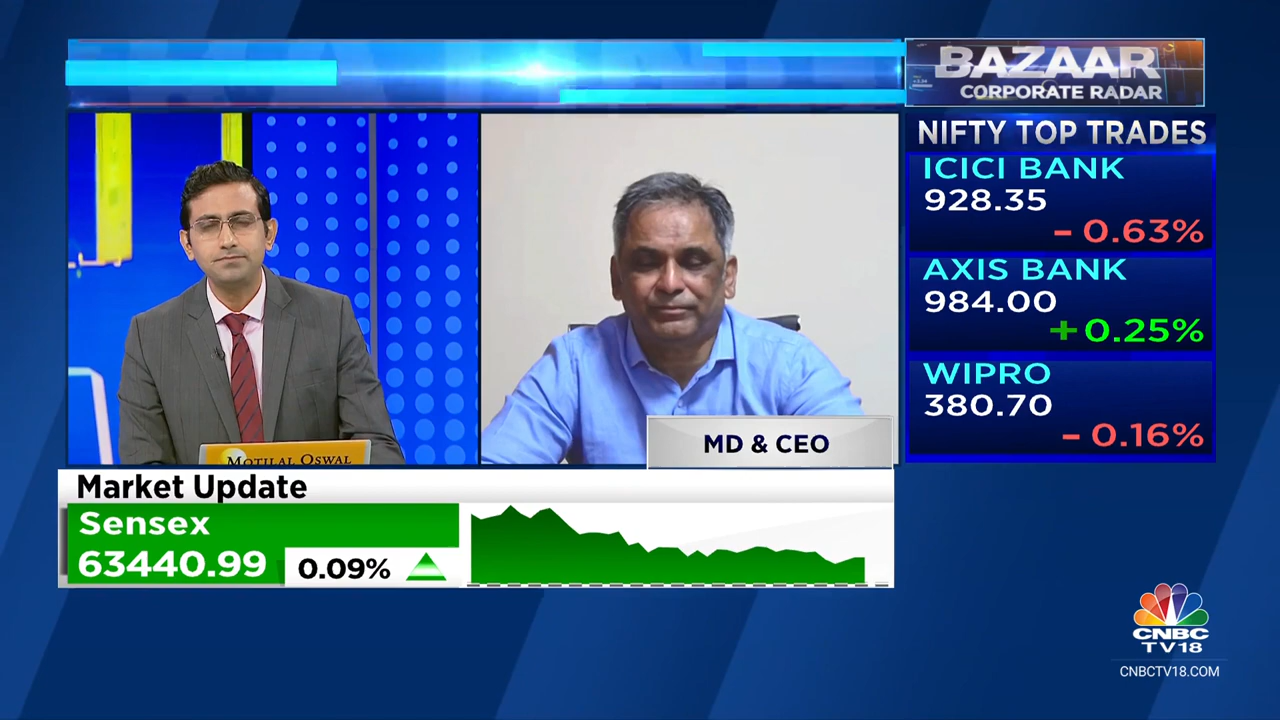 BAZAAR
CORPORATE RADAR
NIFTY TOP TRADES
ICICI BANK
928.35
- 0.63%
AXIS BANK
984.00
+ 0.25%
WIPRO
380.70
- 0.16%
MOTILAL OSWAL
MD & CEO
Market Update
Sensex
63440.99
0.09%
CNBC
TV18
CNBCTV18.COM